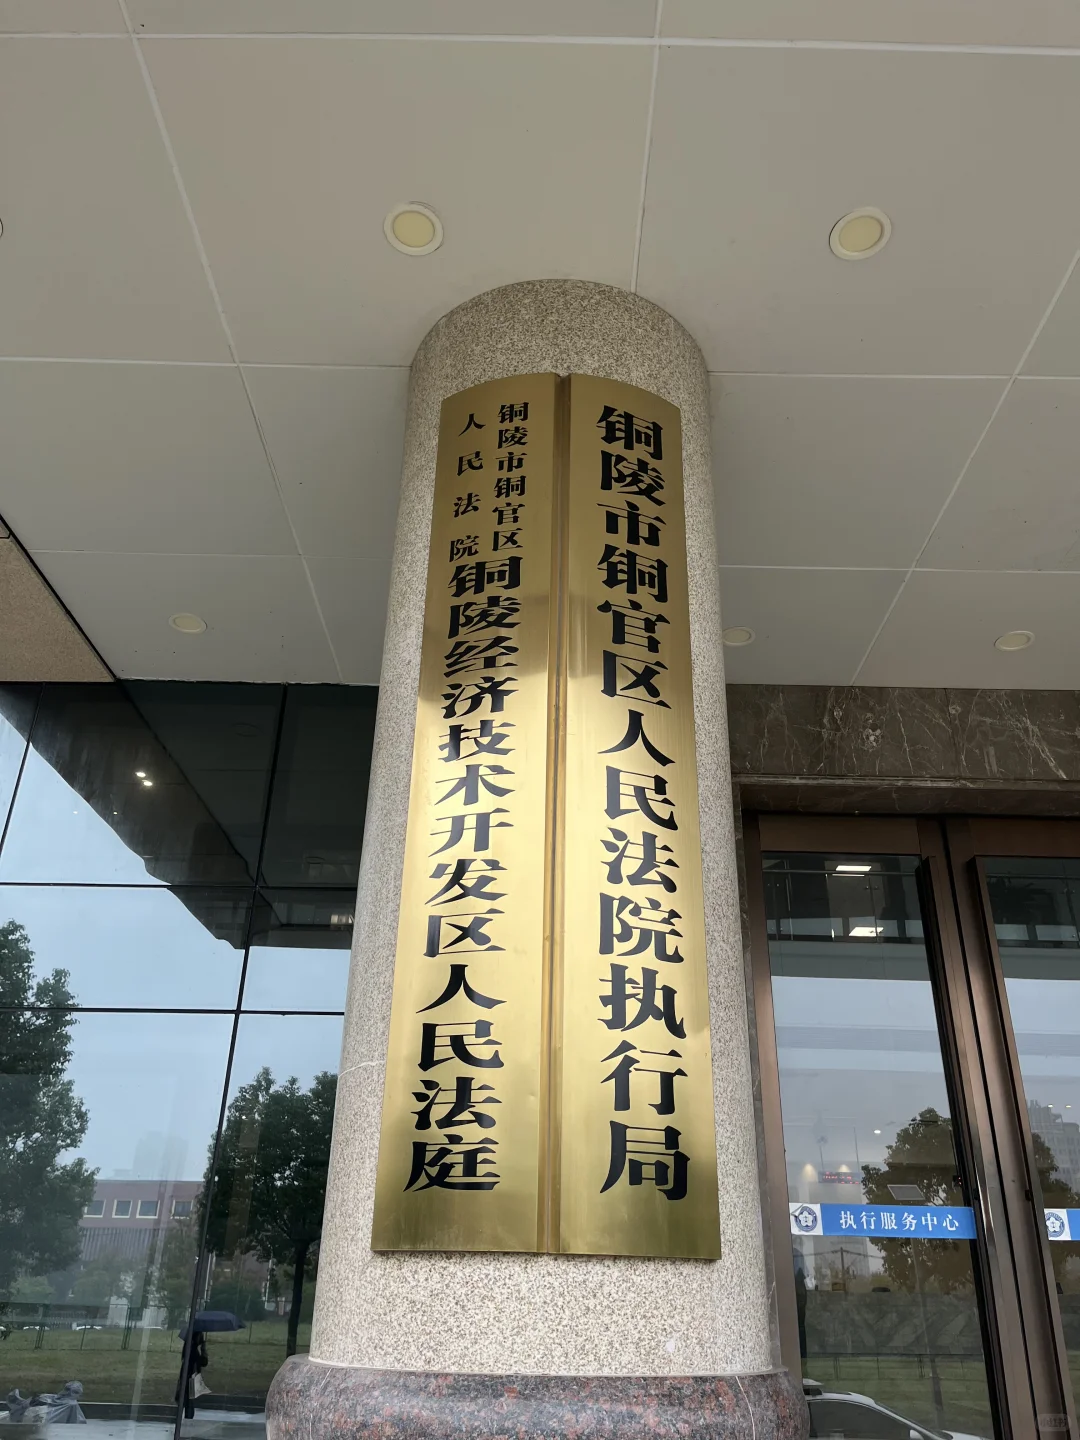 铜陵市铜官区人民法院执行局
铜陵市铜官区
人民法院
铜陵经济技术开发区人民法庭
执行服务中心